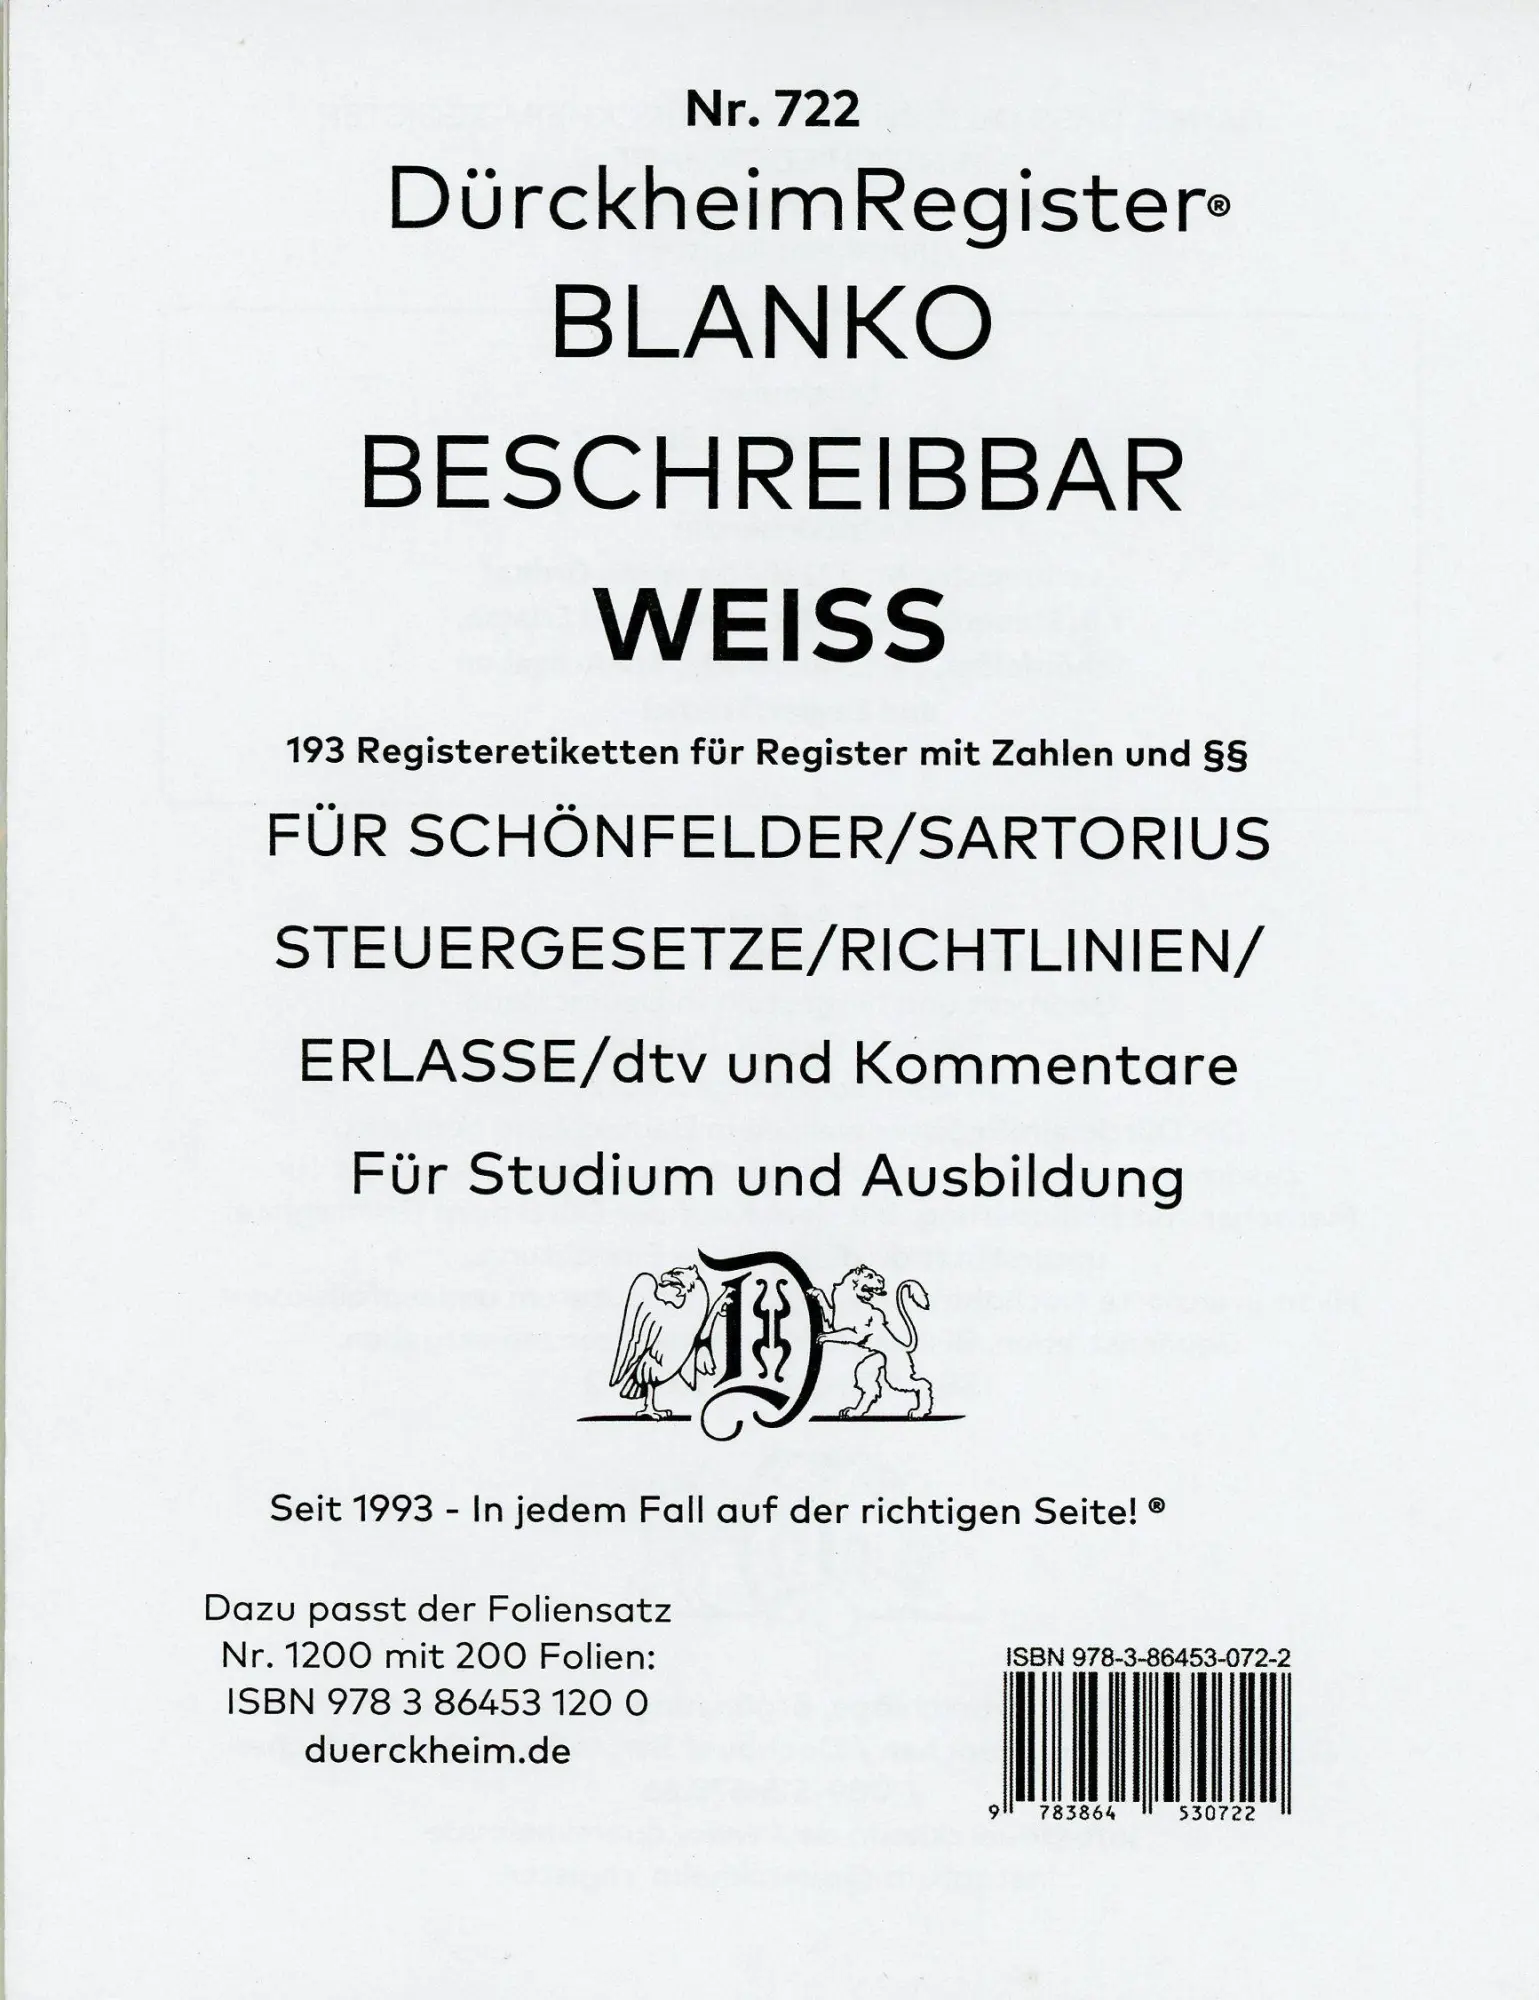 Nr. 722
DürckheimRegister®
BLANKO
BESCHREIBBAR
WEISS
193 Registeretiketten für Register mit Zahlen und §§
FÜR SCHÖNFELDER/SARTORIUS
STEUERGESETZE/RICHTLINIEN/
ERLASSE/dtv und Kommentare
Für Studium und Ausbildung
D
Seit 1993 - In jedem Fall auf der richtigen Seite! ®
Dazu passt der Foliensatz
Nr. 1200 mit 200 Folien:
ISBN 978 3 86453 120 0
duerckheim.de
ISBN 978-3-86453-072-2
9 783864 530722